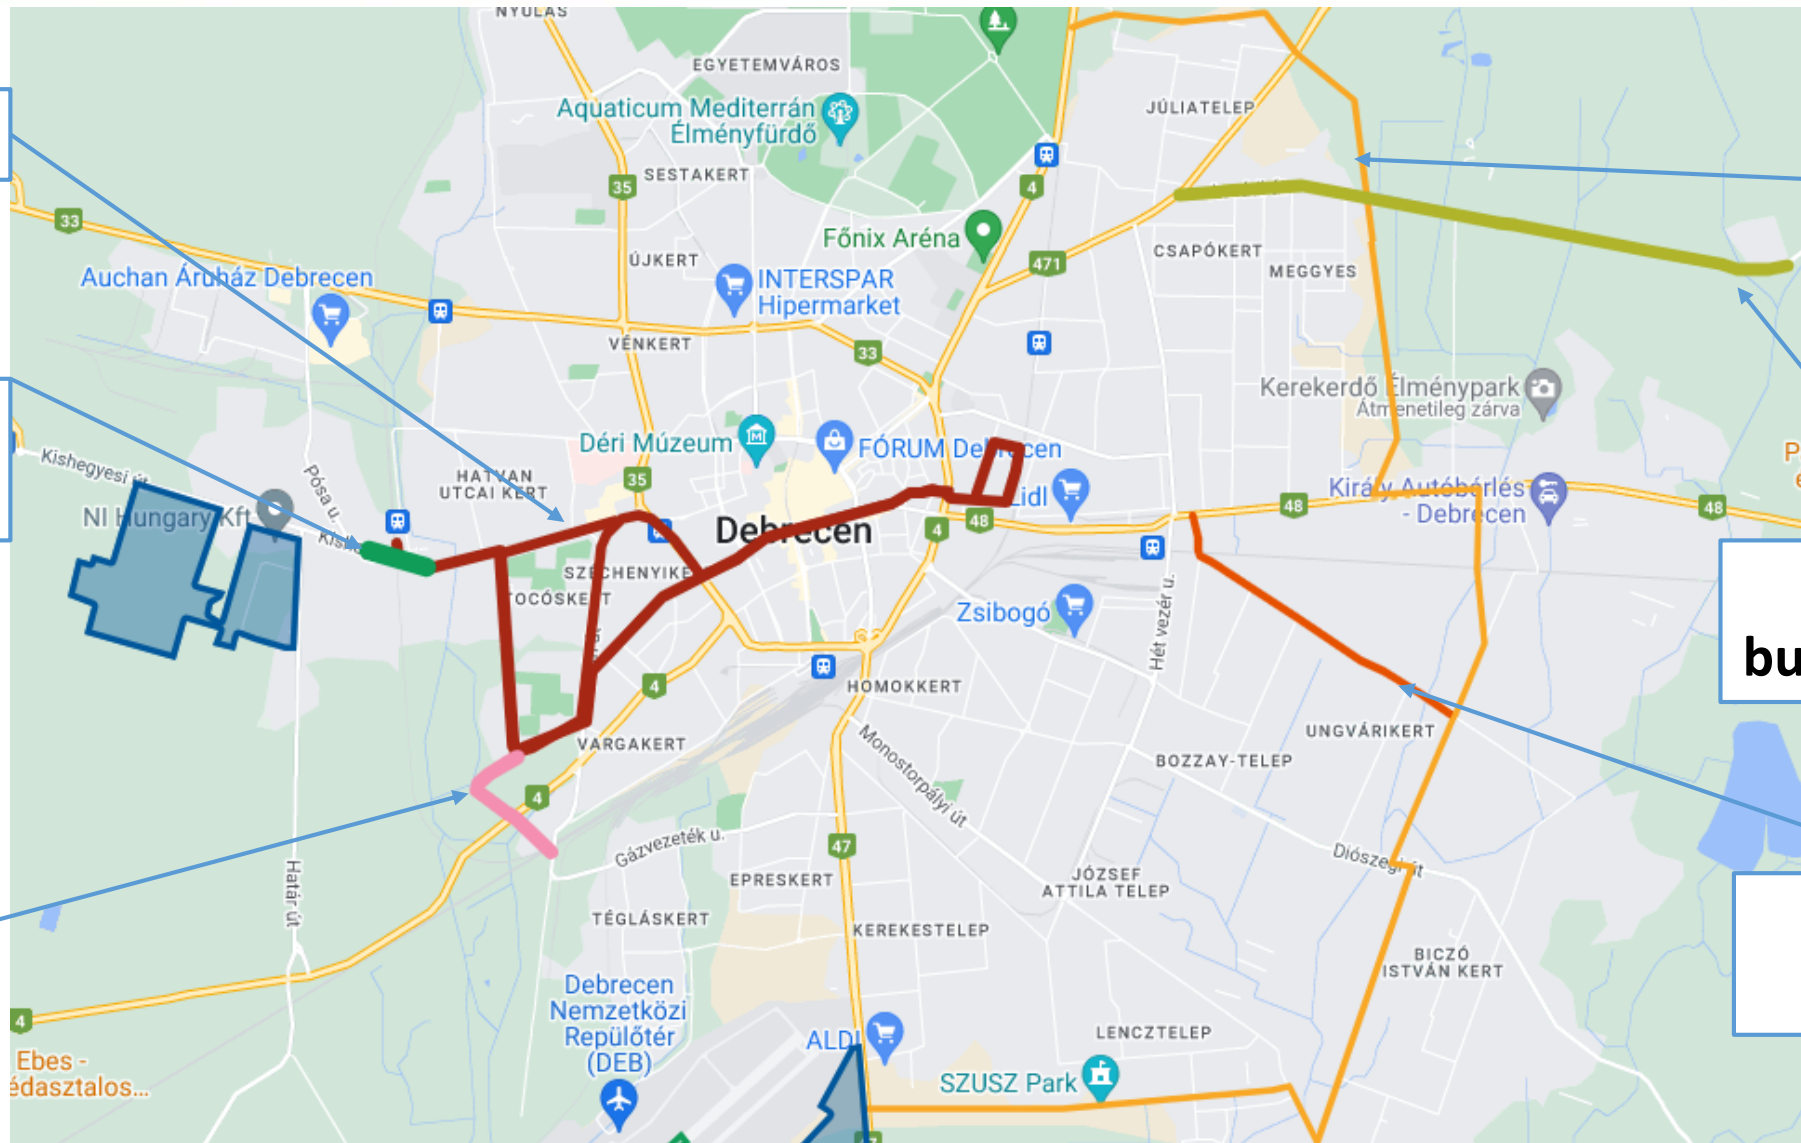 NYULAS
EGYETEMVÁROS
Aquaticum Mediterrán
Élményfürdő
JÚLIATELEP
SESTAKERT
35
4
33
Főnix Aréna
CSAPÓKERT
471
MEGGYES
ÚJKERT
Auchan Áruház Debrecen
INTERSPAR
Hipermarket
VÉNKERT
33
Kerekerdő Élménypark
Átmenetileg zárva
Déri Múzeum
FÓRUM Debrecen
Kishegyesi út
Pósa u.
HATVAN
UTCAI KERT
35
Lidl
Király Autóbérlés
- Debrecen
48
48
NI Hungary Kft
Debrecen
4
48
SZÉCHENYIKE
TOCÓSKERT
Zsibogó
Hét vezér u.
bu
4
HOMOKKERT
VARGAKERT
UNGVÁRIKERT
Monostorpályi út
BOZZAY-TELEP
4
Gázvezeték u.
47
Diószegi út
Határ út
EPRESKERT
JÓZSEF
ATTILA TELEP
TÉGLÁSKERT
KEREKESTELEP
BICZÓ
ISTVÁN KERT
Debrecen
Nemzetközi
Repülőtér
(DEB)
4
ALDI
LENCZTELEP
Ebes -
édasztalos...
SZUSZ Park